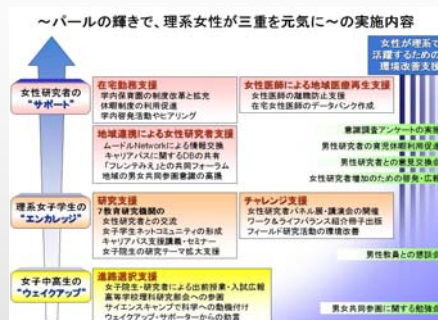 ～パールの輝きで、理系女性が三重を元気に～の実施内容
女性が理系で
活躍するための
環境改善支援
女性研究者の
"サポート"
在宅勤務支援
学内保育園の制度改革と拡充
休暇制度の利用促進
学内啓発活動やヒアリング
女性医師による地域医療再生支援
女性医師の離職防止支援
在宅女性医師のデータバンク作成
地域連携による女性研究者支援
ムードルNetworkによる情報交換
キャリアパスに関するDBの共有
「フレンテみえ」との共同フォーラム
地域の男女共同参画意識の高揚
意識調査アンケートの実施
男性研究者の育児休暇利用促進
男性研究者との意見交換会
女性研究者増加のための啓発・広報
理系女子学生の
"エンカレッジ"
研究支援
7教育研究機関の
女性研究者との交流
女子学生ネットコミュニティの形成
キャリアパス支援講義・セミナー
女子院生の研究テーマ拡大支援
チャレンジ支援
女性研究者パネル展・講演会の開催
ワーク＆ライフバランス紹介冊子出版
フィールド研究活動の環境改善
男性教員との懇談会
女子中高生の
"ウェイクアップ"
進路選択支援
女子院生・研究者による出前授業・入試広報
高等学校理科研究部会への参画
サイエンスキャンプで科学への動機付け
ウェイクアップ・サポーターからの助言
男女共同参画に関する勉強会